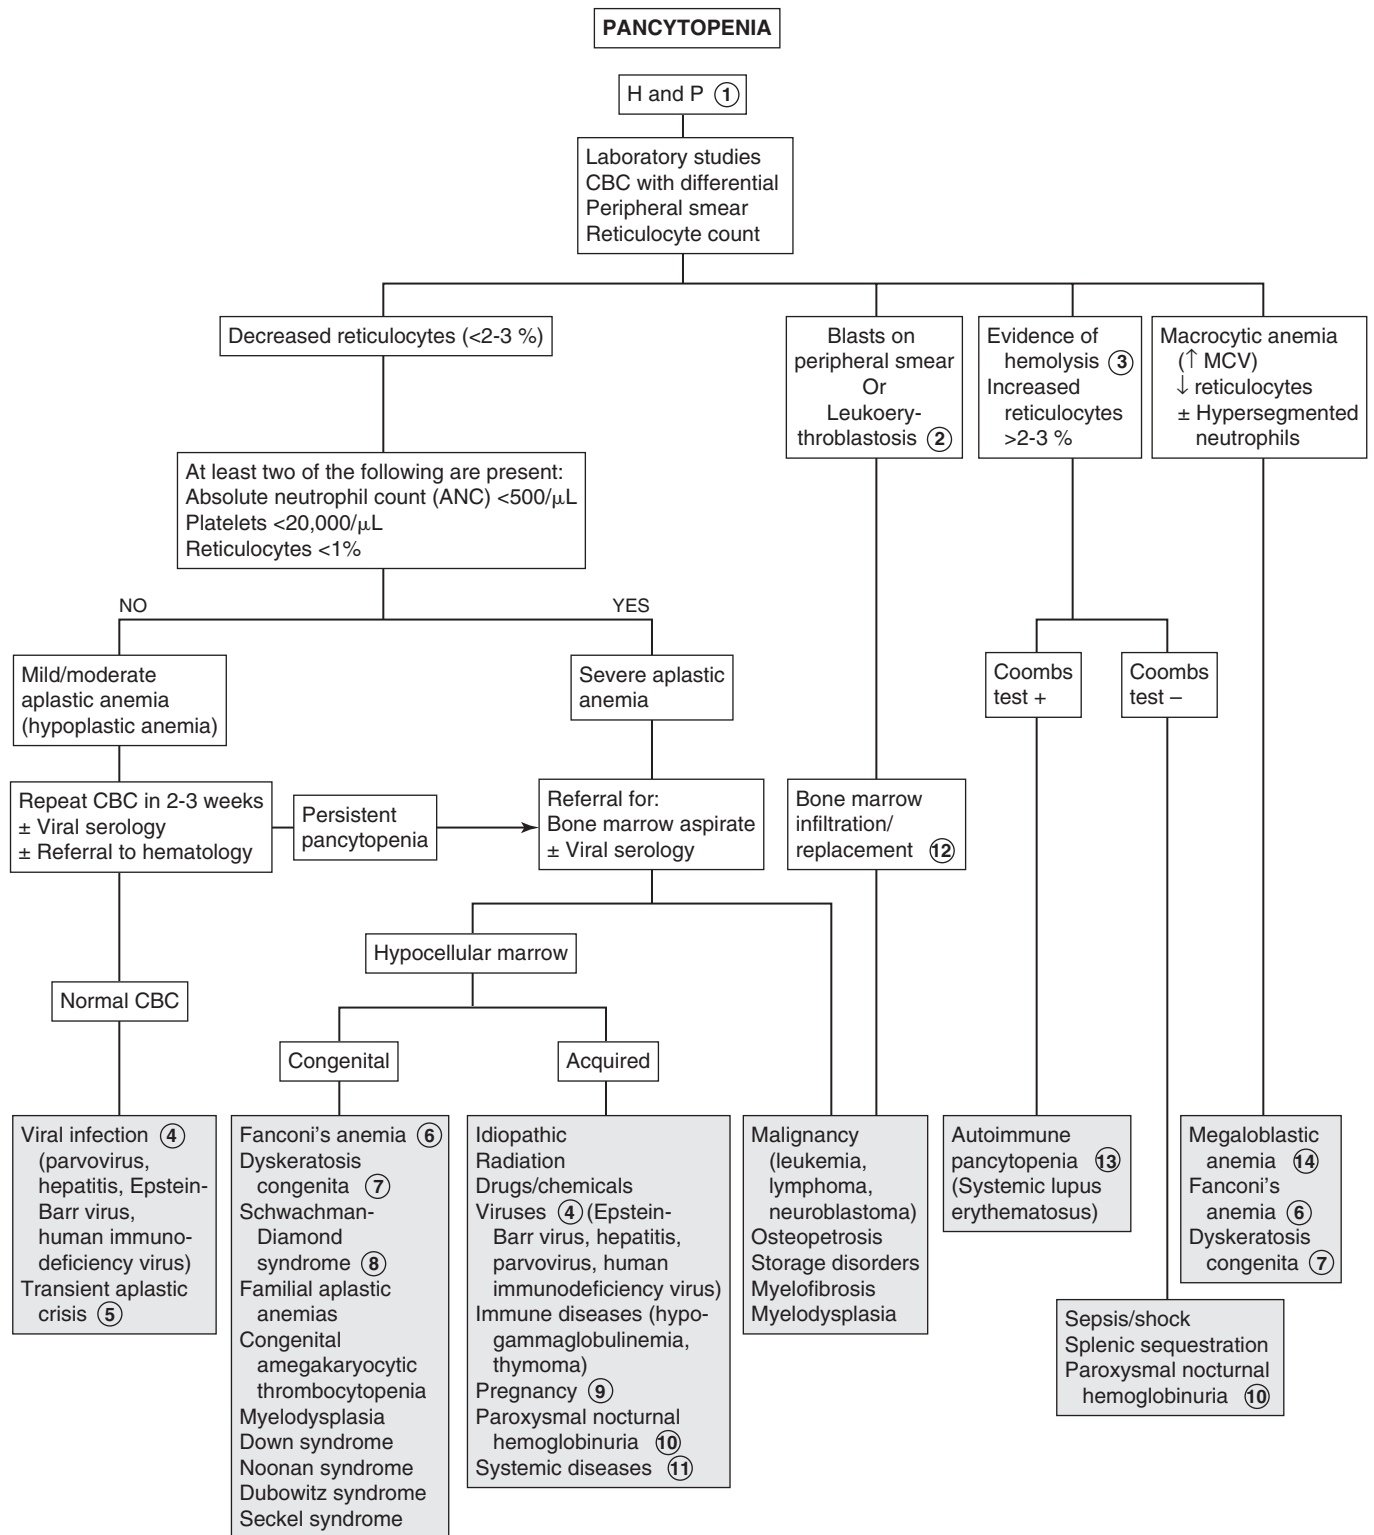 PANCYTOPENIA
H and P ①
Laboratory studies
CBC with differential
Peripheral smear
Reticulocyte count
Decreased reticulocytes (<2-3 %)
Blasts on
peripheral smear
Or
Leukoery-
throblastosis ②
Evidence of
hemolysis ③
Increased
reticulocytes
>2-3 %
Macrocytic anemia
(↑ MCV)
↓ reticulocytes
± Hypersegmented
neutrophils
At least two of the following are present:
Absolute neutrophil count (ANC) <500/μL
Platelets <20,000/μL
Reticulocytes <1%
NO
YES
Mild/moderate
aplastic anemia
(hypoplastic anemia)
Severe aplastic
anemia
Coombs
test +
Coombs
test –
Repeat CBC in 2-3 weeks
± Viral serology
± Referral to hematology
Persistent
pancytopenia
Referral for:
Bone marrow aspirate
± Viral serology
Bone marrow
infiltration/
replacement ⑫
Hypocellular marrow
Normal CBC
Congenital
Acquired
Viral infection ④
(parvovirus,
hepatitis, Epstein-
Barr virus,
human immuno-
deficiency virus)
Transient aplastic
crisis ⑤
Fanconi's anemia ⑥
Dyskeratosis
congenita ⑦
Schwachman-
Diamond
syndrome ⑧
Familial aplastic
anemias
Congenital
amegakaryocytic
thrombocytopenia
Myelodysplasia
Down syndrome
Noonan syndrome
Dubowitz syndrome
Seckel syndrome
Idiopathic
Radiation
Drugs/chemicals
Viruses ④ (Epstein-
Barr virus, hepatitis,
parvovirus, human
immunodeficiency virus)
Immune diseases (hypo-
gammaglobulinemia,
thymoma)
Pregnancy ⑨
Paroxysmal nocturnal
hemoglobinuria ⑩
Systemic diseases ⑪
Malignancy
(leukemia,
lymphoma,
neuroblastoma)
Osteopetrosis
Storage disorders
Myelofibrosis
Myelodysplasia
Autoimmune
pancytopenia ⑬
(Systemic lupus
erythematosus)
Sepsis/shock
Splenic sequestration
Paroxysmal nocturnal
hemoglobinuria ⑩
Megaloblastic
anemia ⑭
Fanconi's
anemia ⑥
Dyskeratosis
congenita ⑦